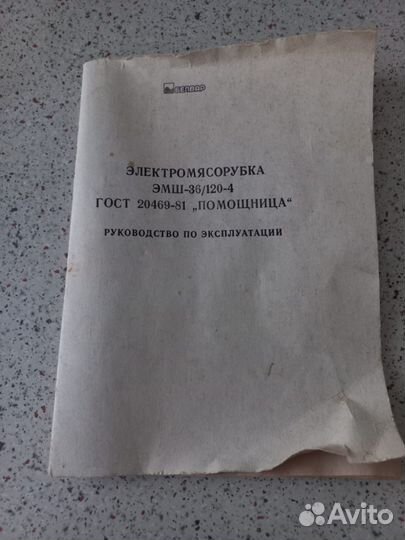 БЕЛВАР
ЭЛЕКТРОМЯСОРУБКА
ЭМШ-36/120-4
ГОСТ 20469-81 „ПОМОЩНИЦА“
РУКОВОДСТВО ПО ЭКСПЛУАТАЦИИ
Avito